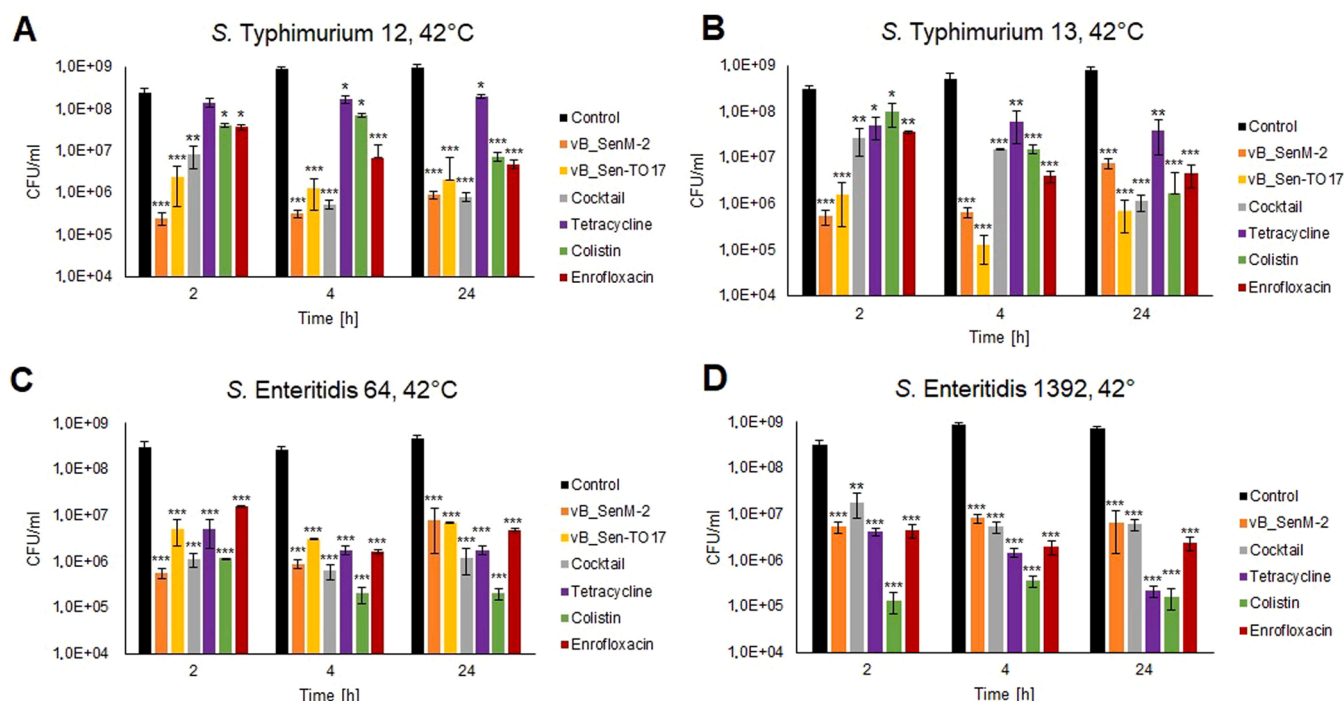 A
S. Typhimurium 12, 42°C
1,0E+09
1,0E+08
1,0E+07
1,0E+06
1,0E+05
1,0E+04
CFU/ml
*** *** ** * *
*** *** *** * * ***
*** *** *** * *** ***
2 4 24
Time [h]
Control
vB_SenM-2
vB_Sen-TO17
Cocktail
Tetracycline
Colistin
Enrofloxacin
B
S. Typhimurium 13, 42°C
1,0E+09
1,0E+08
1,0E+07
1,0E+06
1,0E+05
1,0E+04
CFU/ml
*** *** ** * * **
*** *** *** ** *** ***
*** *** *** ** *** ***
2 4 24
Time [h]
Control
vB_SenM-2
vB_Sen-TO17
Cocktail
Tetracycline
Colistin
Enrofloxacin
C
S. Enteritidis 64, 42°C
1,0E+09
1,0E+08
1,0E+07
1,0E+06
1,0E+05
1,0E+04
CFU/ml
*** *** *** *** *** ***
*** *** *** *** *** ***
*** *** *** *** *** ***
2 4 24
Time [h]
Control
vB_SenM-2
vB_Sen-TO17
Cocktail
Tetracycline
Colistin
Enrofloxacin
D
S. Enteritidis 1392, 42°
1,0E+09
1,0E+08
1,0E+07
1,0E+06
1,0E+05
1,0E+04
CFU/ml
*** ** *** *** ***
*** *** *** *** ***
*** *** *** *** ***
2 4 24
Time [h]
Control
vB_SenM-2
Cocktail
Tetracycline
Colistin
Enrofloxacin